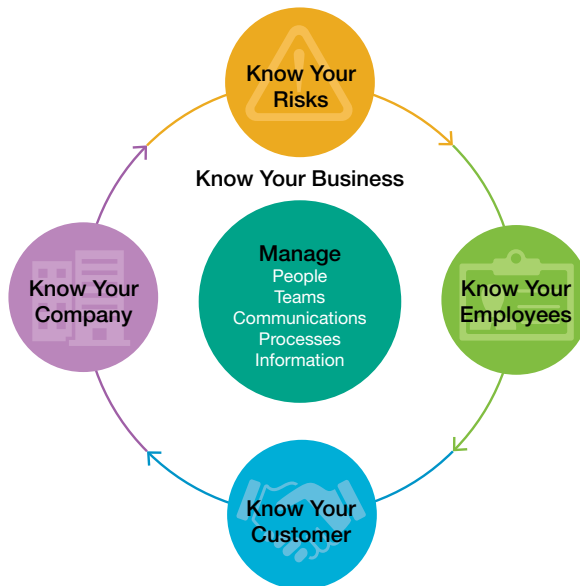 Know Your
Risks
Know Your Business
Manage
People
Teams
Communications
Processes
Information
Know Your
Company
Know Your
Employees
Know Your
Customer